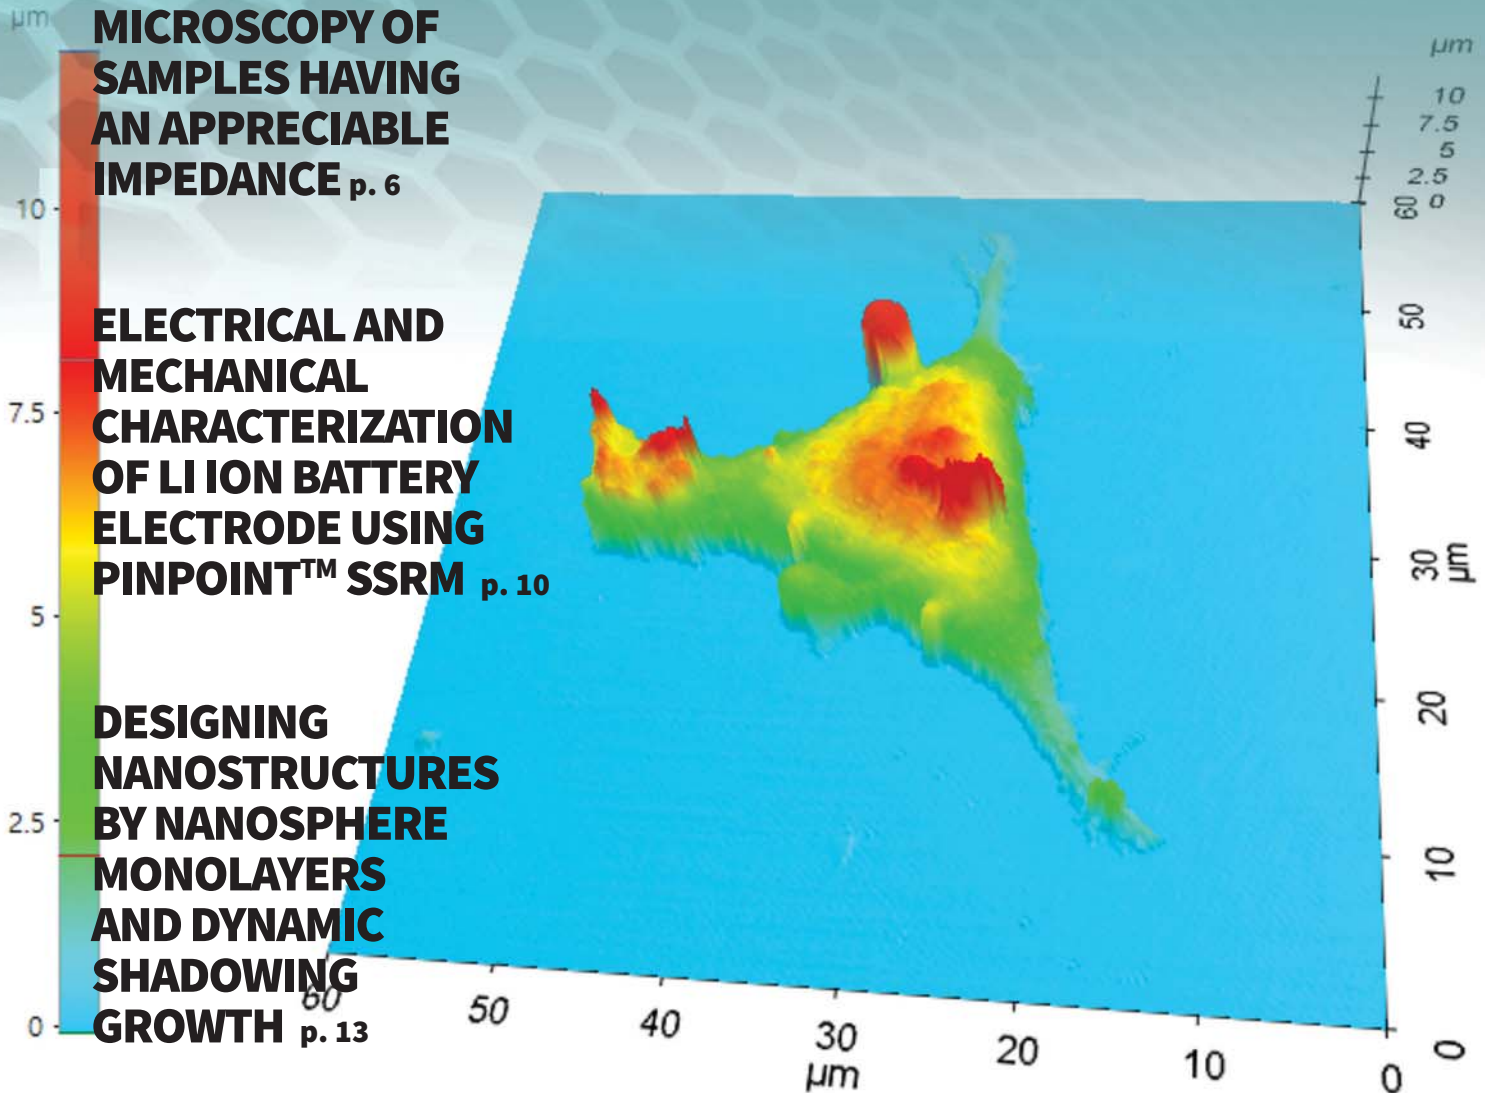 µm
MICROSCOPY OF
SAMPLES HAVING
AN APPRECIABLE
IMPEDANCE p. 6
ELECTRICAL AND
MECHANICAL
CHARACTERIZATION
OF LI ION BATTERY
ELECTRODE USING
PINPOINT™ SSRM p. 10
DESIGNING
NANOSTRUCTURES
BY NANOSPHERE
MONOLAYERS
AND DYNAMIC
SHADOWING
GROWTH p. 13
10
7.5
5
2.5
0
µm
10
7.5
5
2.5
0
60
50
40
30
µm
20
10
0
60
50
40
30
20
10
0
µm